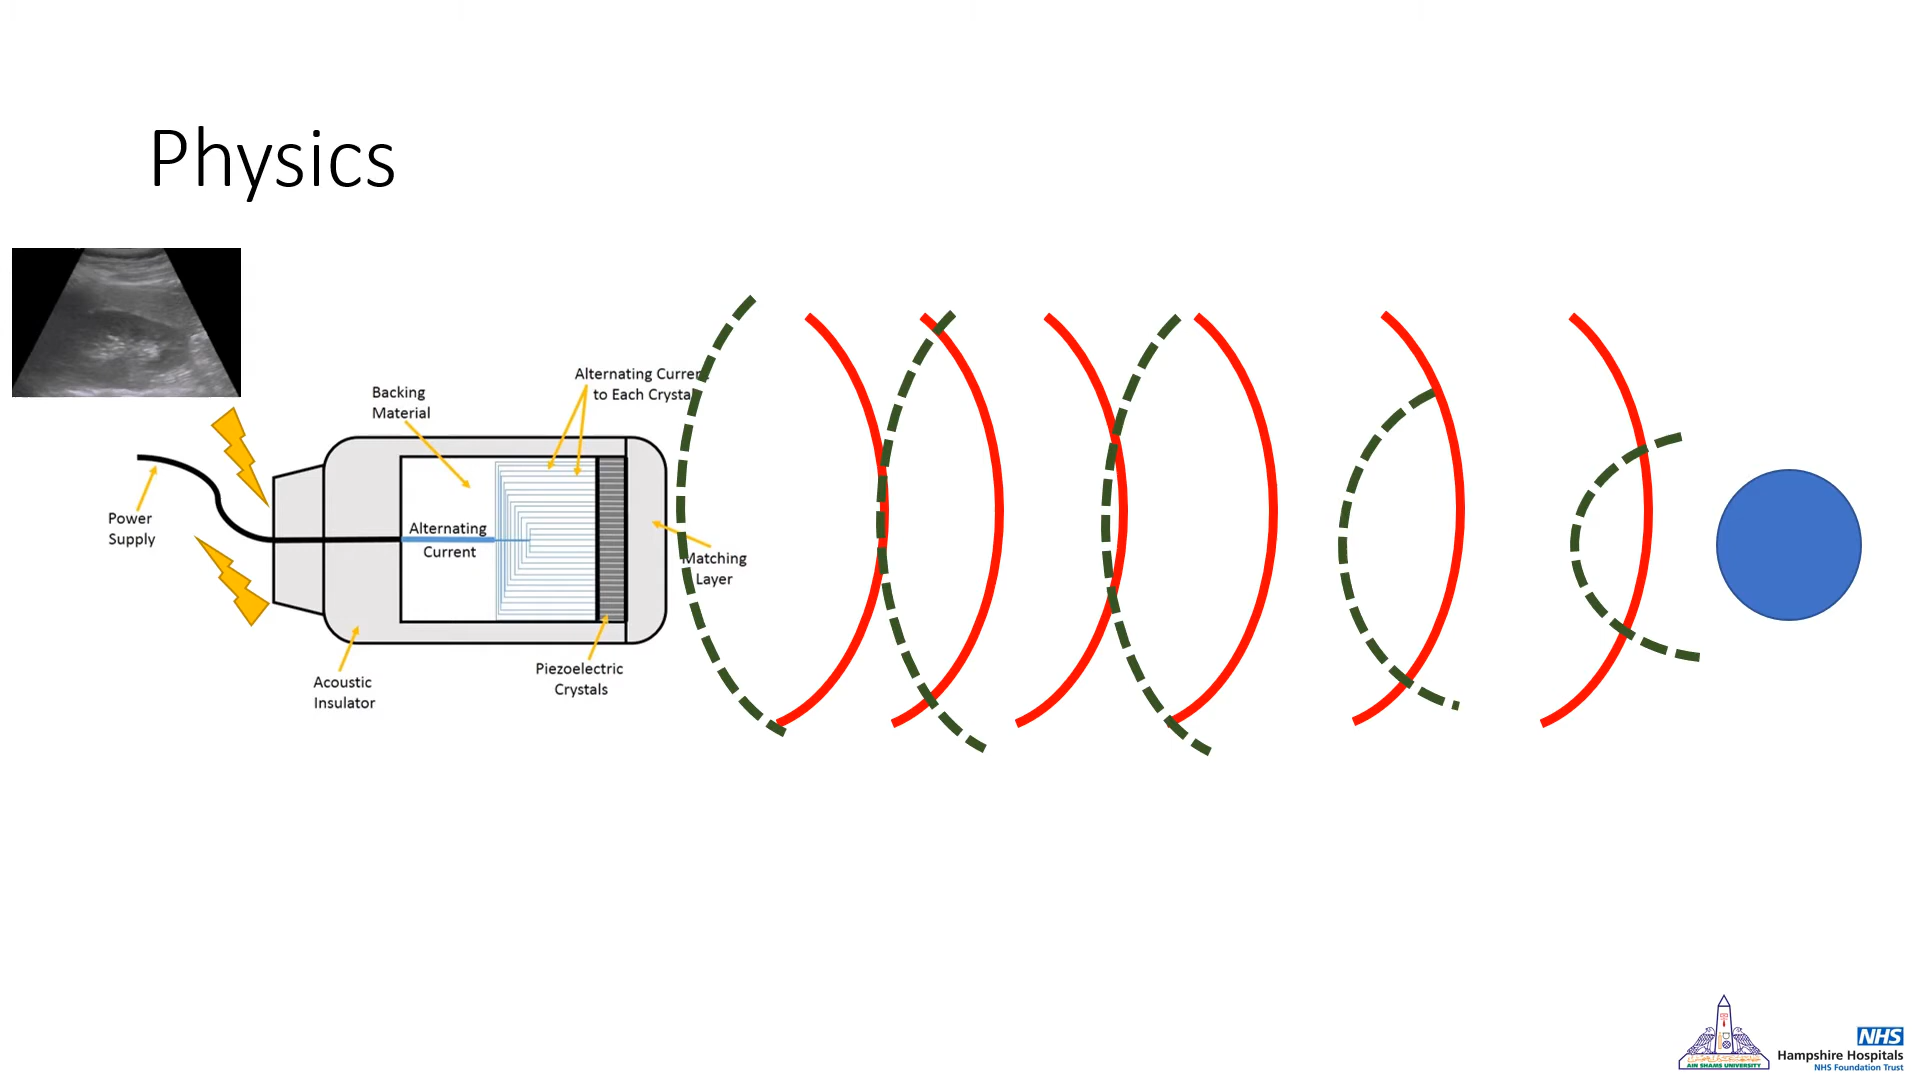 Physics
Backing
Material
Alternating Current
to Each Crystal
Power
Supply
Alternating
Current
Matching
Layer
Acoustic
Insulator
Piezoelectric
Crystals
AIN SHAMS UNIVERSITY
NHS
Hampshire Hospitals
NHS Foundation Trust